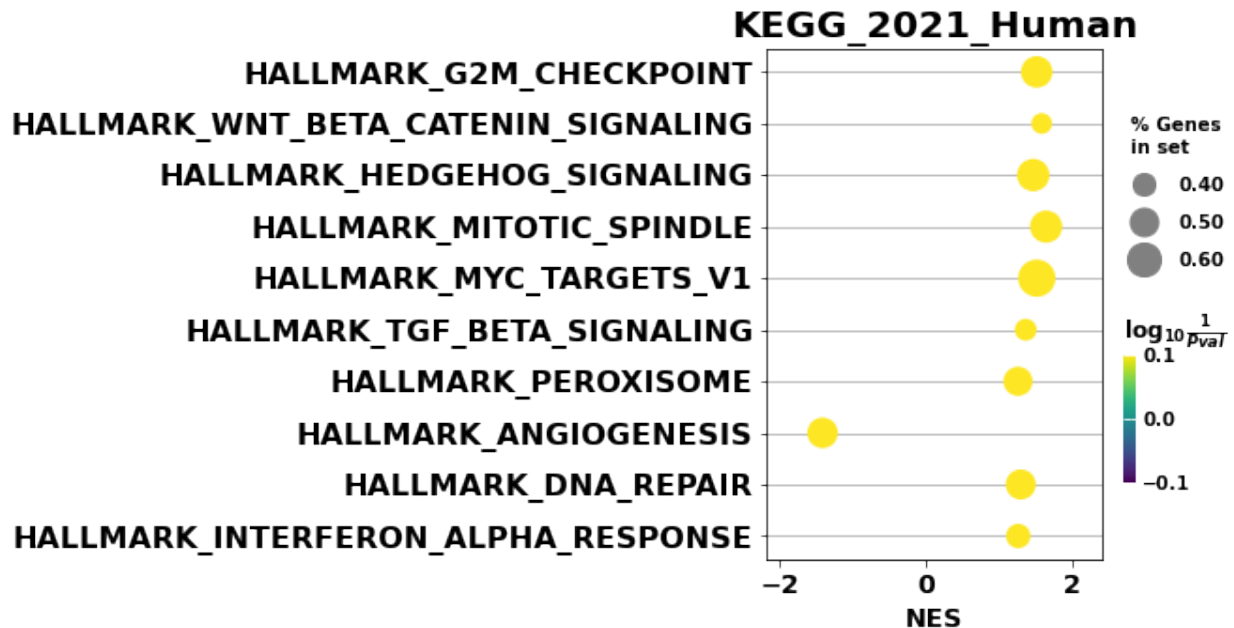 KEGG_2021_Human
HALLMARK_G2M_CHECKPOINT
HALLMARK_WNT_BETA_CATENIN_SIGNALING
HALLMARK_HEDGEHOG_SIGNALING
HALLMARK_MITOTIC_SPINDLE
HALLMARK_MYC_TARGETS_V1
HALLMARK_TGF_BETA_SIGNALING
HALLMARK_PEROXISOME
HALLMARK_ANGIOGENESIS
HALLMARK_DNA_REPAIR
HALLMARK_INTERFERON_ALPHA_RESPONSE
−2 0 2
NES
% Genes
in set
0.40
0.50
0.60
log₁₀ 1/Pval
0.1
0.0
−0.1